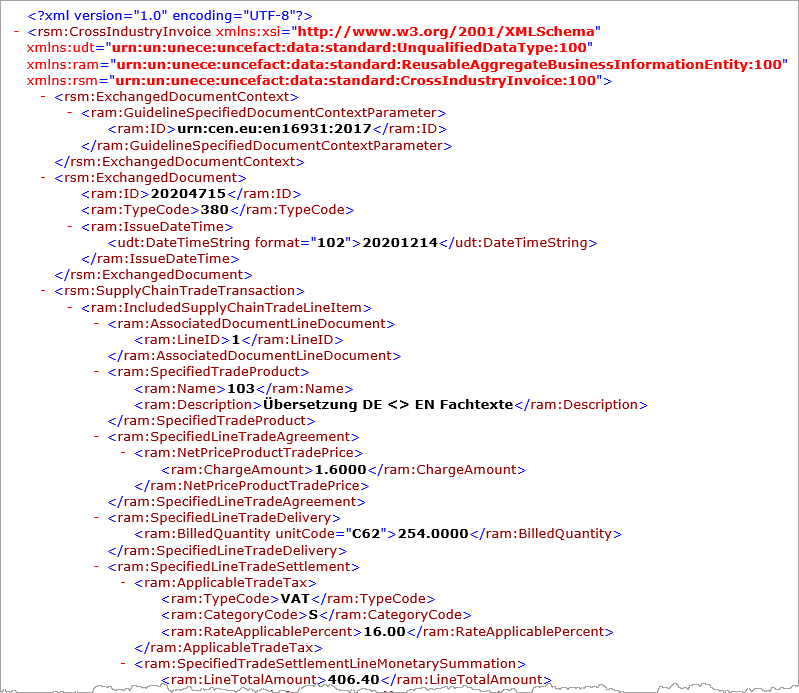 <?xml version="1.0" encoding="UTF-8"?>
- <rsm:CrossIndustryInvoice xmlns:xsi="http://www.w3.org/2001/XMLSchema"
xmlns:udt="urn:un:unece:uncefact:data:standard:UnqualifiedDataType:100"
xmlns:ram="urn:un:unece:uncefact:data:standard:ReusableAggregateBusinessInformationEntity:100"
xmlns:rsm="urn:un:unece:uncefact:data:standard:CrossIndustryInvoice:100">
- <rsm:ExchangedDocumentContext>
- <ram:GuidelineSpecifiedDocumentContextParameter>
<ram:ID>urn:cen.eu:en16931:2017</ram:ID>
</ram:GuidelineSpecifiedDocumentContextParameter>
</rsm:ExchangedDocumentContext>
- <rsm:ExchangedDocument>
<ram:ID>20204715</ram:ID>
<ram:TypeCode>380</ram:TypeCode>
- <ram:IssueDateTime>
<udt:DateTimeString format="102">20201214</udt:DateTimeString>
</ram:IssueDateTime>
</rsm:ExchangedDocument>
- <rsm:SupplyChainTradeTransaction>
- <ram:IncludedSupplyChainTradeLineItem>
- <ram:AssociatedDocumentLineDocument>
<ram:LineID>1</ram:LineID>
</ram:AssociatedDocumentLineDocument>
- <ram:SpecifiedTradeProduct>
<ram:Name>103</ram:Name>
<ram:Description>Übersetzung DE <> EN Fachtexte</ram:Description>
</ram:SpecifiedTradeProduct>
- <ram:SpecifiedLineTradeAgreement>
- <ram:NetPriceProductTradePrice>
<ram:ChargeAmount>1.6000</ram:ChargeAmount>
</ram:NetPriceProductTradePrice>
</ram:SpecifiedLineTradeAgreement>
- <ram:SpecifiedLineTradeDelivery>
<ram:BilledQuantity unitCode="C62">254.0000</ram:BilledQuantity>
</ram:SpecifiedLineTradeDelivery>
- <ram:SpecifiedLineTradeSettlement>
- <ram:ApplicableTradeTax>
<ram:TypeCode>VAT</ram:TypeCode>
<ram:CategoryCode>S</ram:CategoryCode>
<ram:RateApplicablePercent>16.00</ram:RateApplicablePercent>
</ram:ApplicableTradeTax>
- <ram:SpecifiedTradeSettlementLineMonetarySummation>
<ram:LineTotalAmount>406.40</ram:LineTotalAmount>